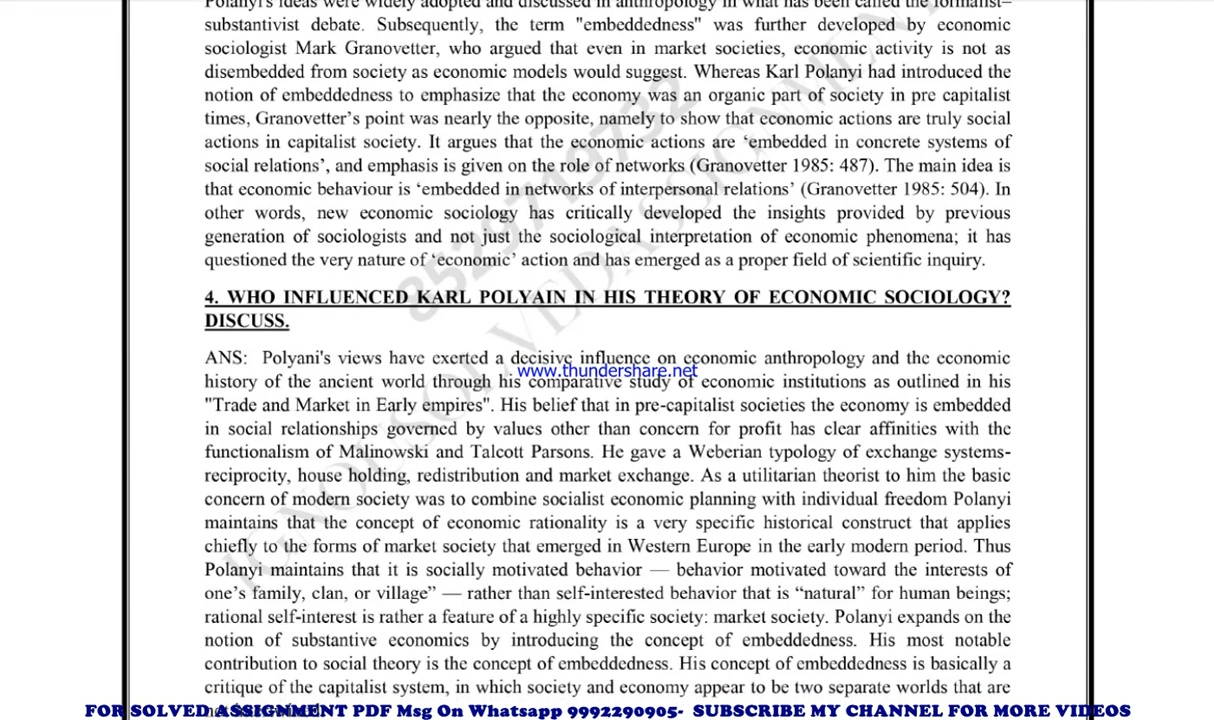 Polanyi's ideas were widely adopted and discussed in anthropology in what has been called the formalist–
substantivist debate. Subsequently, the term "embeddedness" was further developed by economic
sociologist Mark Granovetter, who argued that even in market societies, economic activity is not as
disembedded from society as economic models would suggest. Whereas Karl Polanyi had introduced the
notion of embeddedness to emphasize that the economy was an organic part of society in pre capitalist
times, Granovetter's point was nearly the opposite, namely to show that economic actions are truly social
actions in capitalist society. It argues that the economic actions are 'embedded in concrete systems of
social relations', and emphasis is given on the role of networks (Granovetter 1985: 487). The main idea is
that economic behaviour is 'embedded in networks of interpersonal relations' (Granovetter 1985: 504). In
other words, new economic sociology has critically developed the insights provided by previous
generation of sociologists and not just the sociological interpretation of economic phenomena; it has
questioned the very nature of 'economic' action and has emerged as a proper field of scientific inquiry.
4. WHO INFLUENCED KARL POLYAIN IN HIS THEORY OF ECONOMIC SOCIOLOGY?
DISCUSS.
ANS: Polyani's views have exerted a decisive influence on economic anthropology and the economic
www.thundershare.net
history of the ancient world through his comparative study of economic institutions as outlined in his
"Trade and Market in Early empires". His belief that in pre-capitalist societies the economy is embedded
in social relationships governed by values other than concern for profit has clear affinities with the
functionalism of Malinowski and Talcott Parsons. He gave a Weberian typology of exchange systems-
reciprocity, house holding, redistribution and market exchange. As a utilitarian theorist to him the basic
concern of modern society was to combine socialist economic planning with individual freedom Polanyi
maintains that the concept of economic rationality is a very specific historical construct that applies
chiefly to the forms of market society that emerged in Western Europe in the early modern period. Thus
Polanyi maintains that it is socially motivated behavior — behavior motivated toward the interests of
one's family, clan, or village" — rather than self-interested behavior that is "natural" for human beings;
rational self-interest is rather a feature of a highly specific society: market society. Polanyi expands on the
notion of substantive economics by introducing the concept of embeddedness. His most notable
contribution to social theory is the concept of embeddedness. His concept of embeddedness is basically a
critique of the capitalist system, in which society and economy appear to be two separate worlds that are
FOR SOLVED ASSIGNMENT PDF Msg On Whatsapp 9992290905- SUBSCRIBE MY CHANNEL FOR MORE VIDEOS
8529719732
IGNOUSOLVEDASSIGNMENT